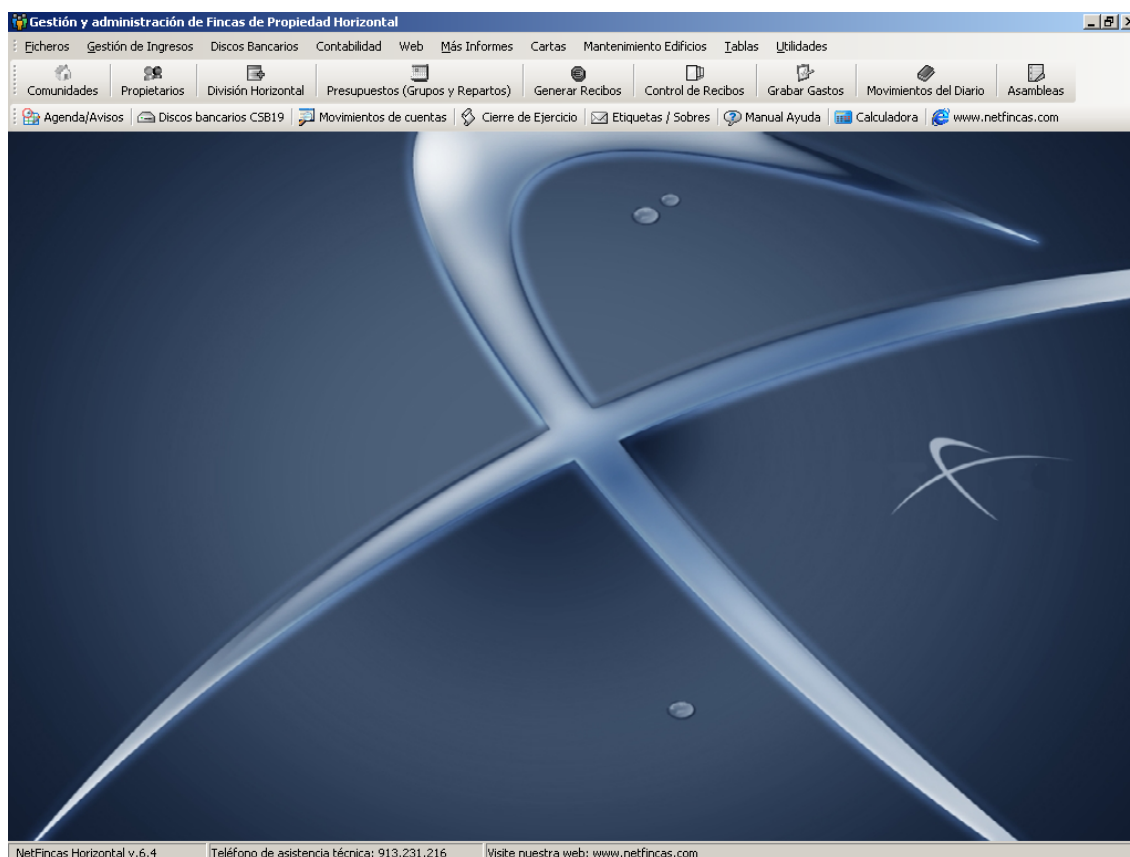 Gestión y administración de Fincas de Propiedad Horizontal
Ficheros Gestión de Ingresos Discos Bancarios Contabilidad Web Más Informes Cartas Mantenimiento Edificios Tablas Utilidades
Comunidades Propietarios División Horizontal Presupuestos (Grupos y Repartos) Generar Recibos Control de Recibos Grabar Gastos Movimientos del Diario Asambleas
Agenda/Avisos Discos bancarios CSB19 Movimientos de cuentas Cierre de Ejercicio Etiquetas / Sobres Manual Ayuda Calculadora www.netfincas.com
NetFincas Horizontal v.6.4 Teléfono de asistencia técnica: 913.231.216 Visite nuestra web: www.netfincas.com